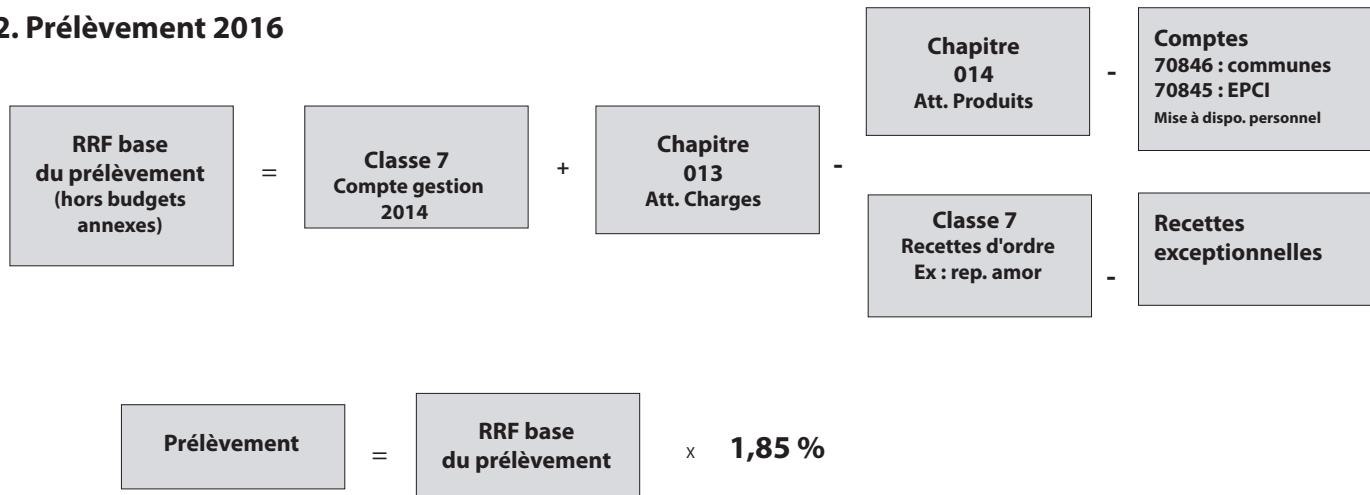 2. Prélèvement 2016
RRF base
du prélèvement
(hors budgets
annexes)
=
Classe 7
Compte gestion
2014
+
Chapitre
013
Att. Charges
-
Chapitre
014
Att. Produits
-
Comptes
70846 : communes
70845 : EPCI
Mise à dispo. personnel
Classe 7
Recettes d'ordre
Ex : rep. amor
-
Recettes
exceptionnelles
Prélèvement
=
RRF base
du prélèvement
x 1,85 %